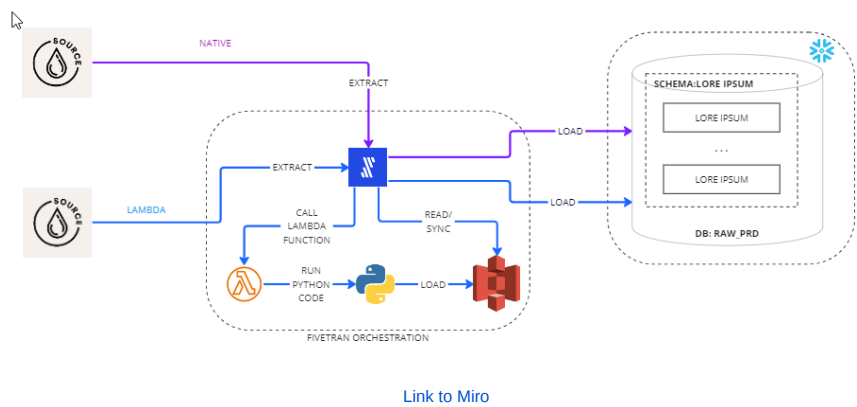 SOURCE
NATIVE
EXTRACT
SCHEMA:LORE IPSUM
LORE IPSUM
...
LORE IPSUM
DB: RAW_PRD
LOAD
LOAD
SOURCE
LAMBDA
EXTRACT
CALL
LAMBDA
FUNCTION
READ/
SYNC
RUN
PYTHON
CODE
LOAD
FIVETRAN ORCHESTRATION
Link to Miro